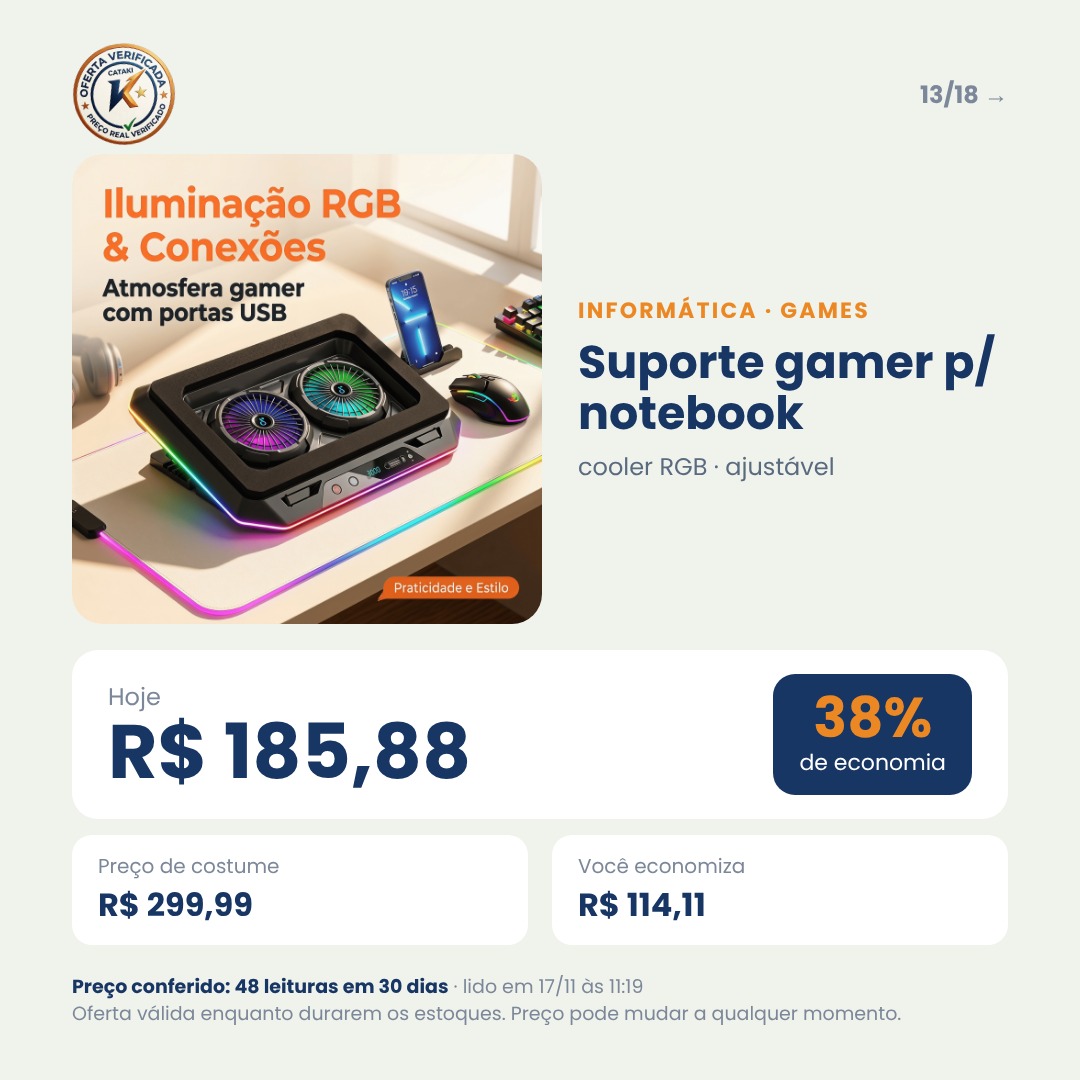 OFERTA VERIFICADA
CATAKI
K
PREÇO REAL VERIFICADO
13/18 →
Iluminação RGB
& Conexões
Atmosfera gamer
com portas USB
19:15
Praticidade e Estilo
INFORMÁTICA · GAMES
Suporte gamer p/
notebook
cooler RGB · ajustável
Hoje
R$ 185,88
38%
de economia
Preço de costume
R$ 299,99
Você economiza
R$ 114,11
Preço conferido: 48 leituras em 30 dias · lido em 17/11 às 11:19
Oferta válida enquanto durarem os estoques. Preço pode mudar a qualquer momento.